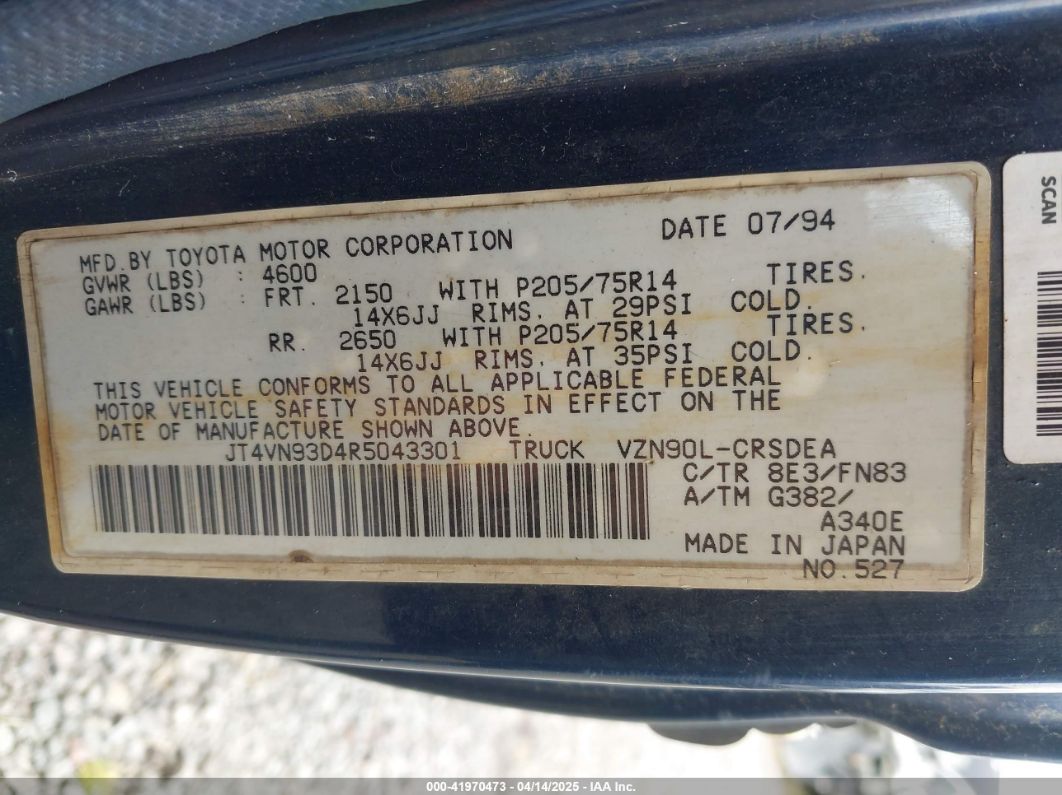 MFD. BY TOYOTA MOTOR CORPORATION DATE 07/94
GVWR (LBS) : 4600
GAWR (LBS) : FRT. 2150 WITH P205/75R14 TIRES.
14X6JJ RIMS. AT 29PSI COLD.
RR. 2650 WITH P205/75R14 TIRES.
14X6JJ RIMS. AT 35PSI COLD.
THIS VEHICLE CONFORMS TO ALL APPLICABLE FEDERAL
MOTOR VEHICLE SAFETY STANDARDS IN EFFECT ON THE
DATE OF MANUFACTURE SHOWN ABOVE.
JT4VN93D4R5043301 TRUCK VZN90L-CRSDEA
C/TR 8E3/FN83
A/TM G382/
A340E
MADE IN JAPAN
NO. 527
SCAN
000-41970473 - 04/14/2025 - IAA Inc.